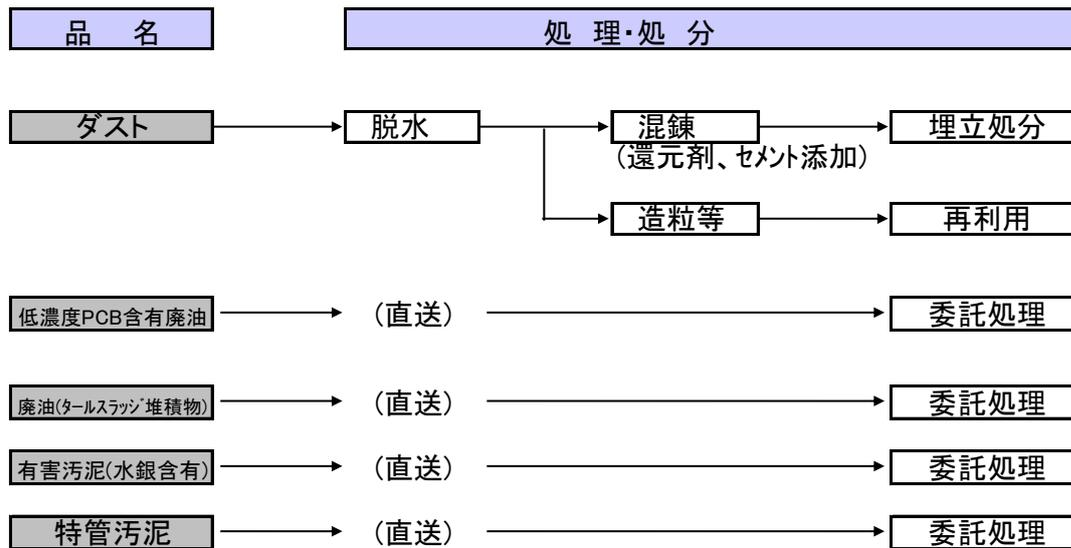 品 名
処 理・処 分
ダスト
脱水
混錬
埋立処分
(還元剤、セメント添加)
造粒等
再利用
低濃度PCB含有廃油
(直送)
委託処理
廃油(タールスラッジ堆積物)
(直送)
委託処理
有害汚泥(水銀含有)
(直送)
委託処理
特管汚泥
(直送)
委託処理